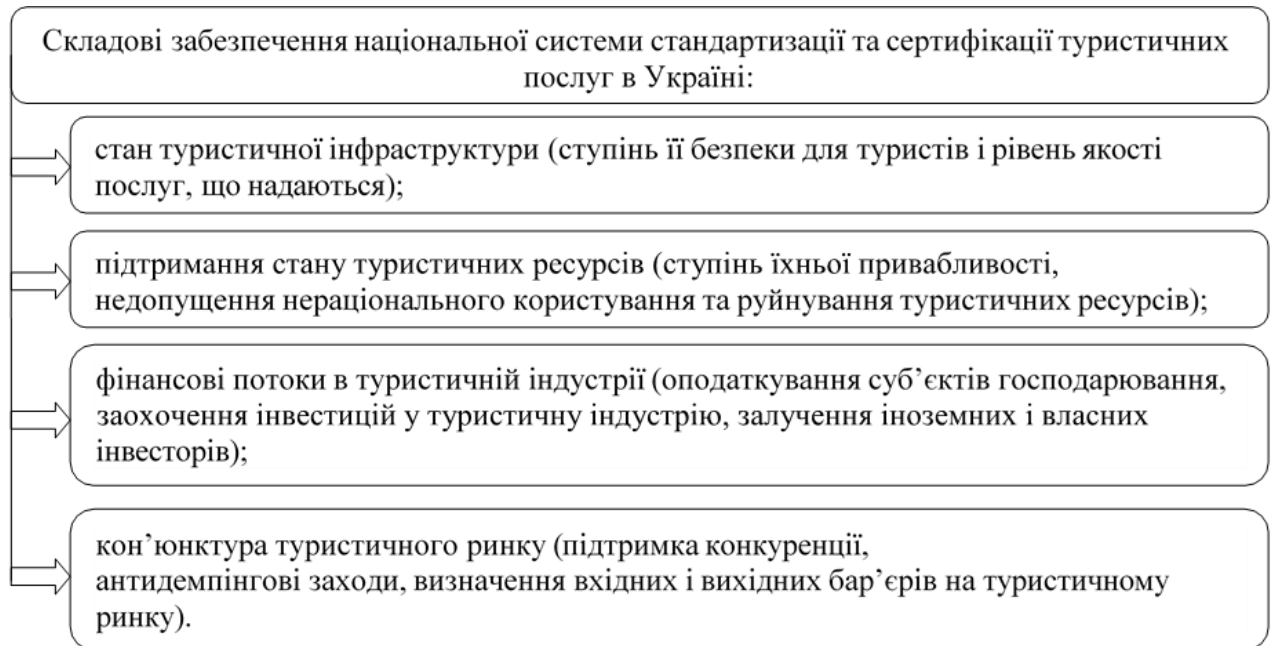 Складові забезпечення національної системи стандартизації та сертифікації туристичних
послуг в Україні:
стан туристичної інфраструктури (ступінь її безпеки для туристів і рівень якості
послуг, що надаються);
підтримання стану туристичних ресурсів (ступінь їхньої привабливості,
недопущення нераціонального користування та руйнування туристичних ресурсів);
фінансові потоки в туристичній індустрії (оподаткування суб’єктів господарювання,
заохочення інвестицій у туристичну індустрію, залучення іноземних і власних
інвесторів);
кон’юнктура туристичного ринку (підтримка конкуренції,
антидемпінгові заходи, визначення вхідних і вихідних бар’єрів на туристичному
ринку).